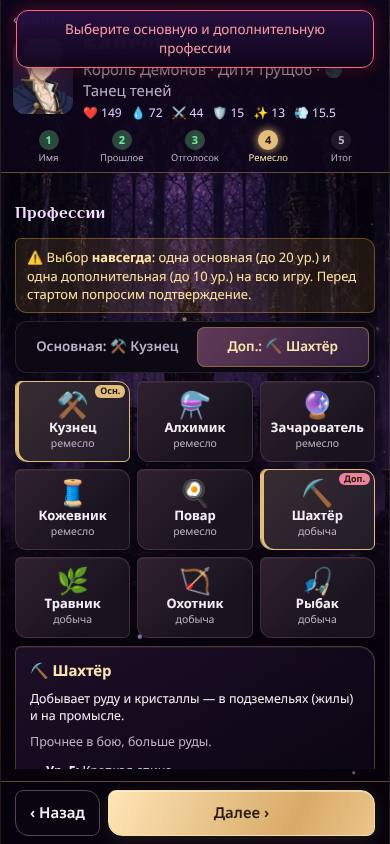 Выберите основную и дополнительную
профессии
Король Демонов · Дитя Трущоб ·
Танец теней
149 72 44 15 13 15.5
1 2 3 4 5
Имя Прошлое Отголосок Ремесло Итог
Профессии
Выбор навсегда: одна основная (до 20 ур.) и
одна дополнительная (до 10 ур.) на всю игру. Перед
стартом попросим подтверждение.
Основная: Кузнец Доп.: Шахтёр
Осн.
Кузнец Алхимик Зачарователь
ремесло ремесло ремесло
Доп.
Кожевник Повар Шахтёр
ремесло ремесло добыча
Травник Охотник Рыбак
добыча добыча добыча
Шахтёр
Добывает руду и кристаллы — в подземельях (жилы)
и на промысле.
Прочнее в бою, больше руды.
‹ Назад Далее ›